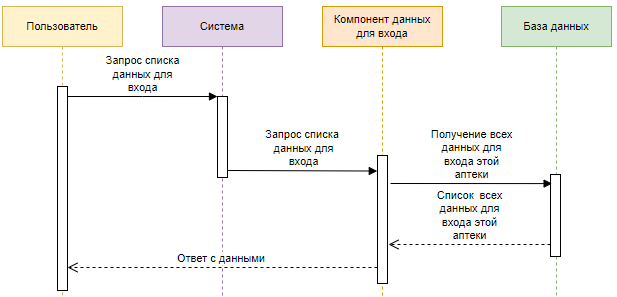 Пользователь
Система
Компонент данных
для входа
База данных
Запрос списка
данных для
входа
Запрос списка
данных для
входа
Получение всех
данных для
входа этой
аптеки
Список всех
данных для
входа этой
аптеки
Ответ с данными